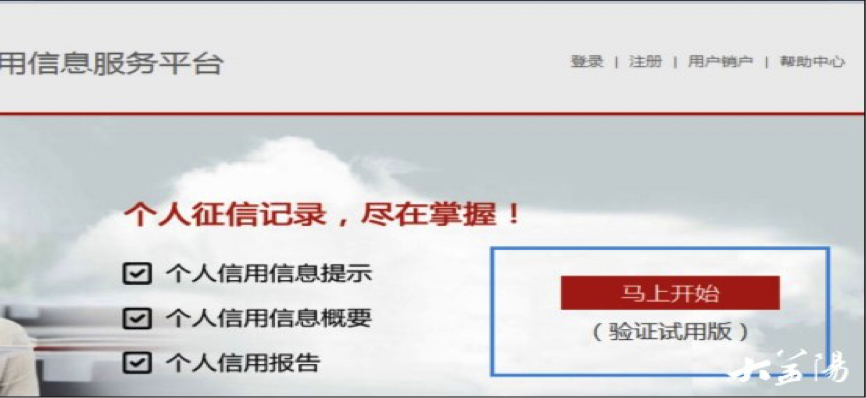 用信息服务平台
登录 | 注册 | 用户销户 | 帮助中心
个人征信记录，尽在掌握！
个人信用信息提示
个人信用信息概要
个人信用报告
马上开始
（验证试用版）
大益陽